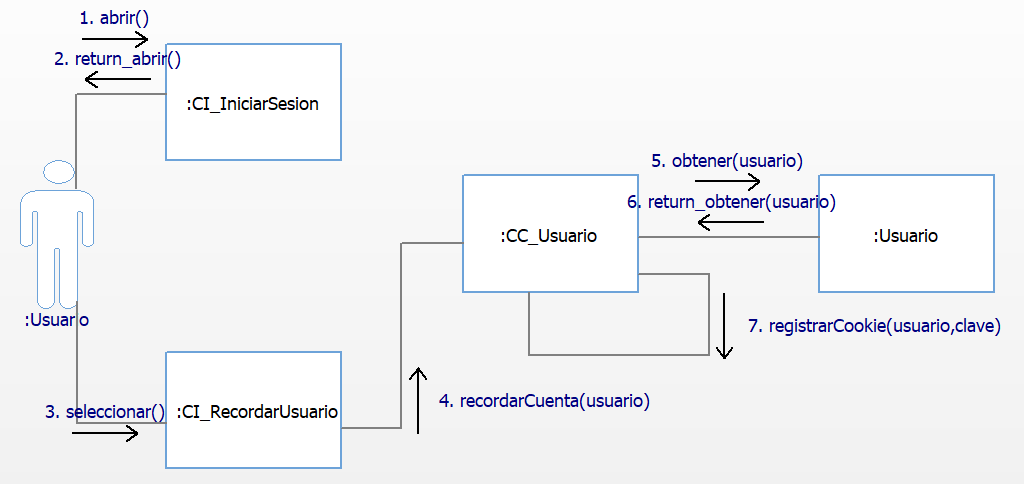 1. abrir()
2. return_abrir()
:CI_IniciarSesion
:Usuario
3. seleccionar()
:CI_RecordarUsuario
4. recordarCuenta(usuario)
:CC_Usuario
5. obtener(usuario)
6. return_obtener(usuario)
:Usuario
7. registrarCookie(usuario,clave)